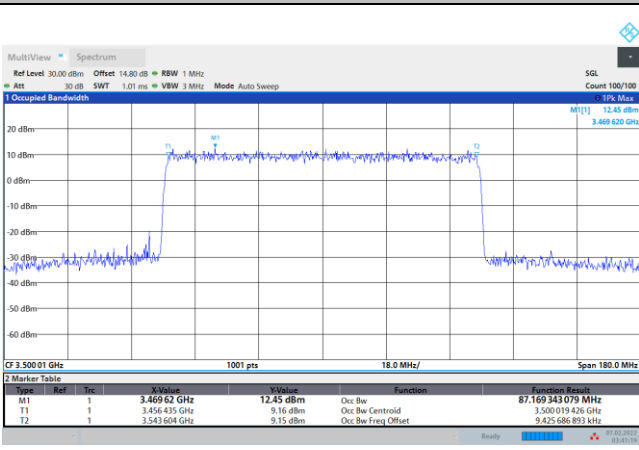 MultiView Spectrum
Ref Level 30.00 dBm Offset 14.80 dB RBW 1 MHz SGL
Att 30 dB SWT 1.01 ms VBW 3 MHz Mode Auto Sweep Count 100/100
1 Occupied Bandwidth 1Pk Max
M1[1] 12.45 dBm
3.469 620 GHz
20 dBm
M1
T1 T2
10 dBm
0 dBm
-10 dBm
-20 dBm
-30 dBm
-40 dBm
-50 dBm
-60 dBm
CF 3.500 01 GHz 1001 pts 18.0 MHz/ Span 180.0 MHz
2 Marker Table
Type Ref Trc X-Value Y-Value Function Function Result
M1 1 3.469 62 GHz 12.45 dBm Occ Bw 87.169 343 079 MHz
T1 1 3.456 435 GHz 9.16 dBm Occ Bw Centroid 3.500 019 426 GHz
T2 1 3.543 604 GHz 9.15 dBm Occ Bw Freq Offset 9.425 686 893 kHz
Ready 07.02.2022
03:41:19